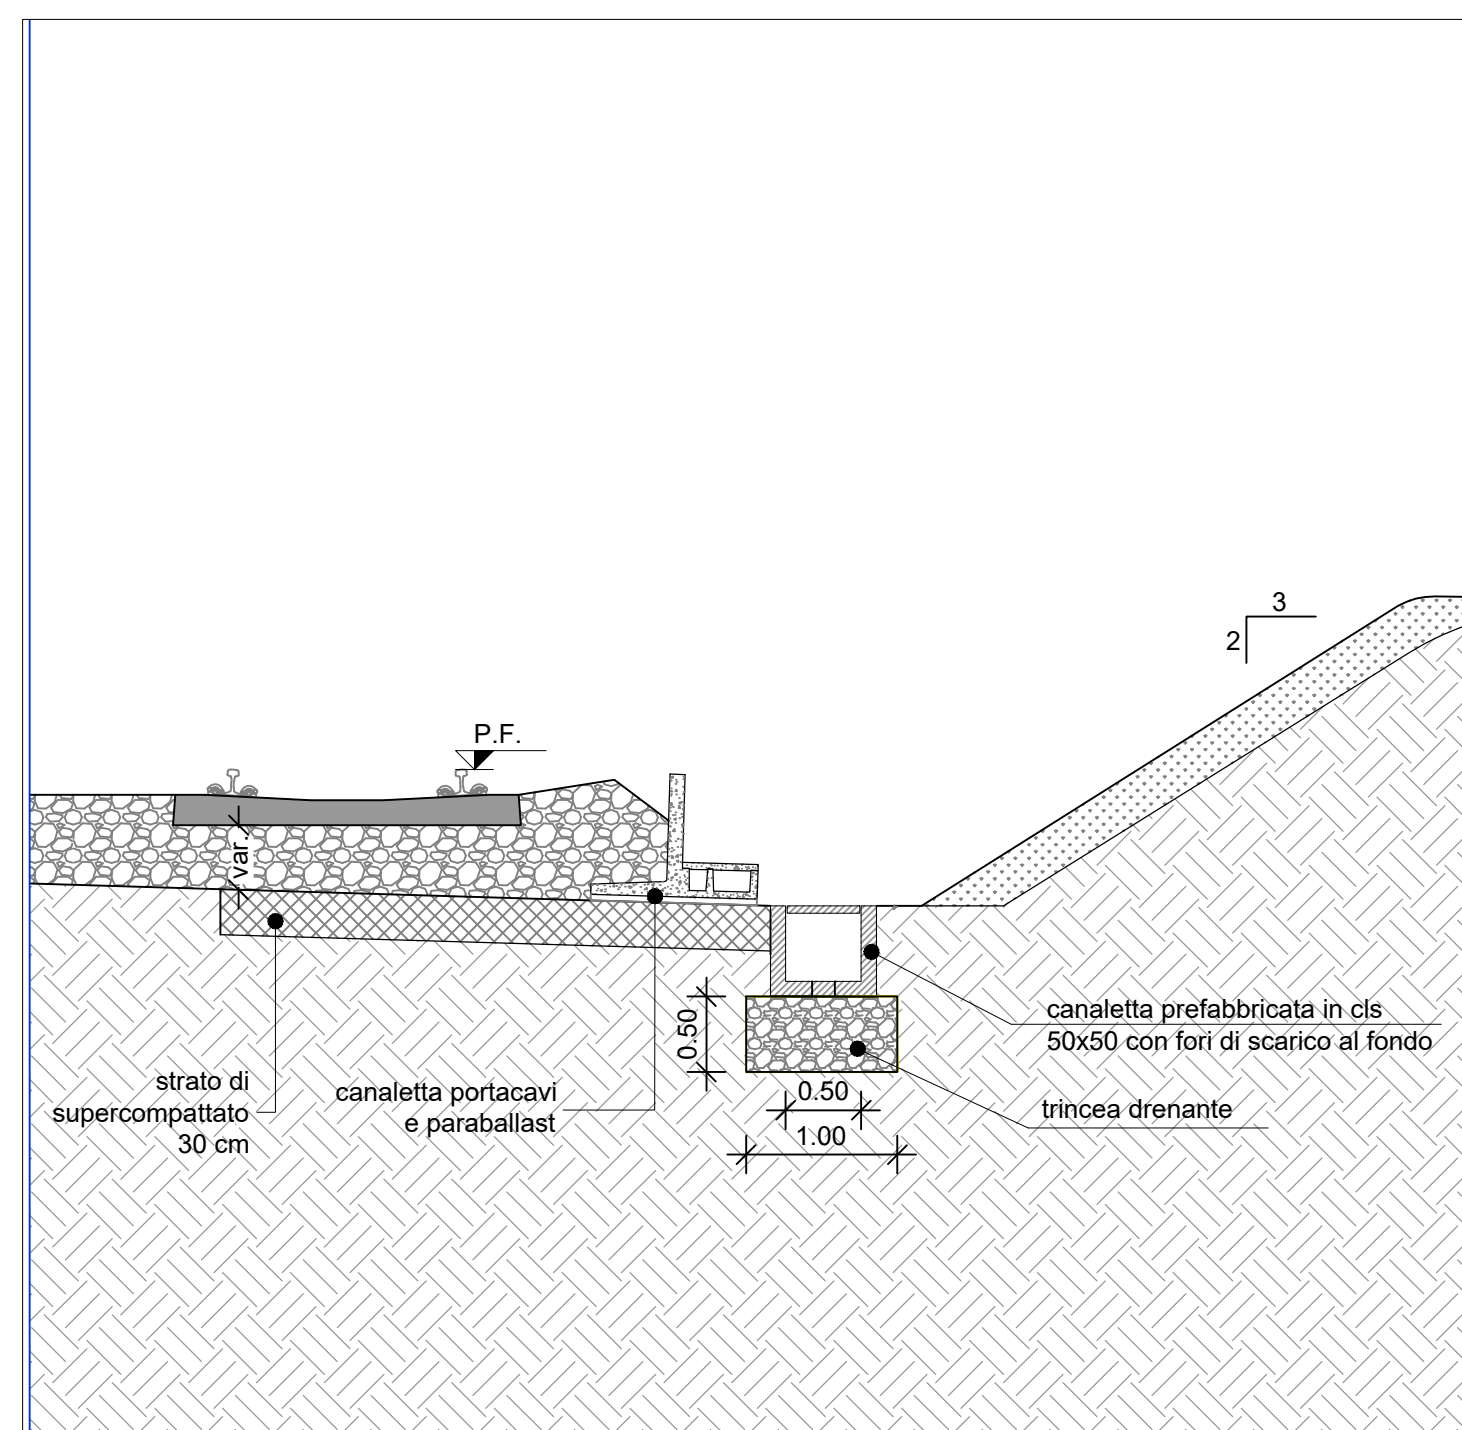 3
2
P.F.
var.
0.50
canaletta prefabbricata in cls
50x50 con fori di scarico al fondo
strato di
supercompattato
30 cm
canaletta portacavi
e paraballast
0.50
trincea drenante
1.00